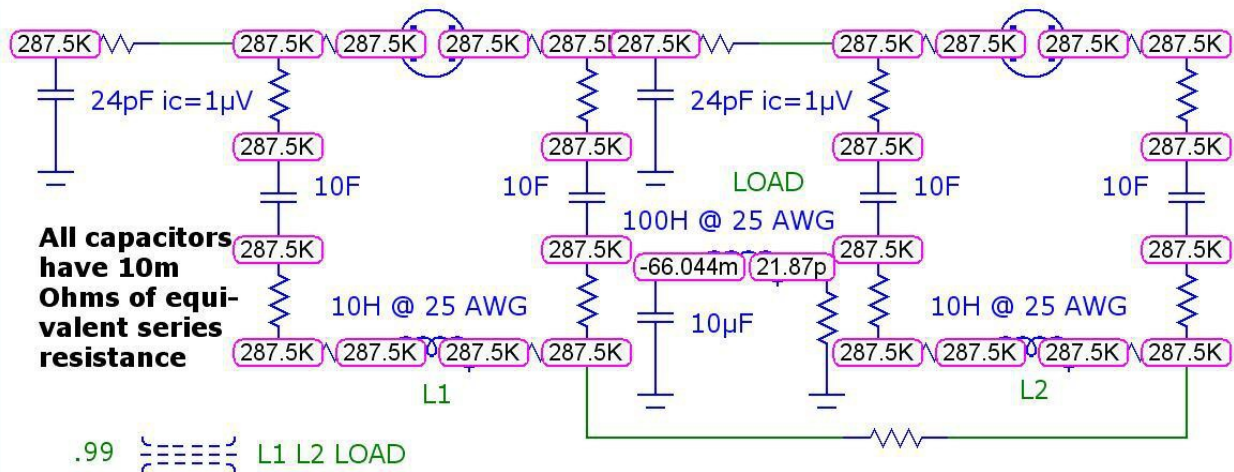 287.5K 287.5K 287.5K 287.5K 287.5K 287.5K 287.5K 287.5K 287.5K 287.5K
24pF ic=1µV 24pF ic=1µV
287.5K 287.5K 287.5K 287.5K
10F 10F LOAD 10F 10F
100H @ 25 AWG
All capacitors
have 10m
Ohms of equi-
valent series
resistance
287.5K 287.5K 287.5K 287.5K
-66.044m 21.87p
10H @ 25 AWG 10µF 10H @ 25 AWG
287.5K 287.5K 287.5K 287.5K 287.5K 287.5K 287.5K 287.5K
L1 L2
.99 L1 L2 LOAD